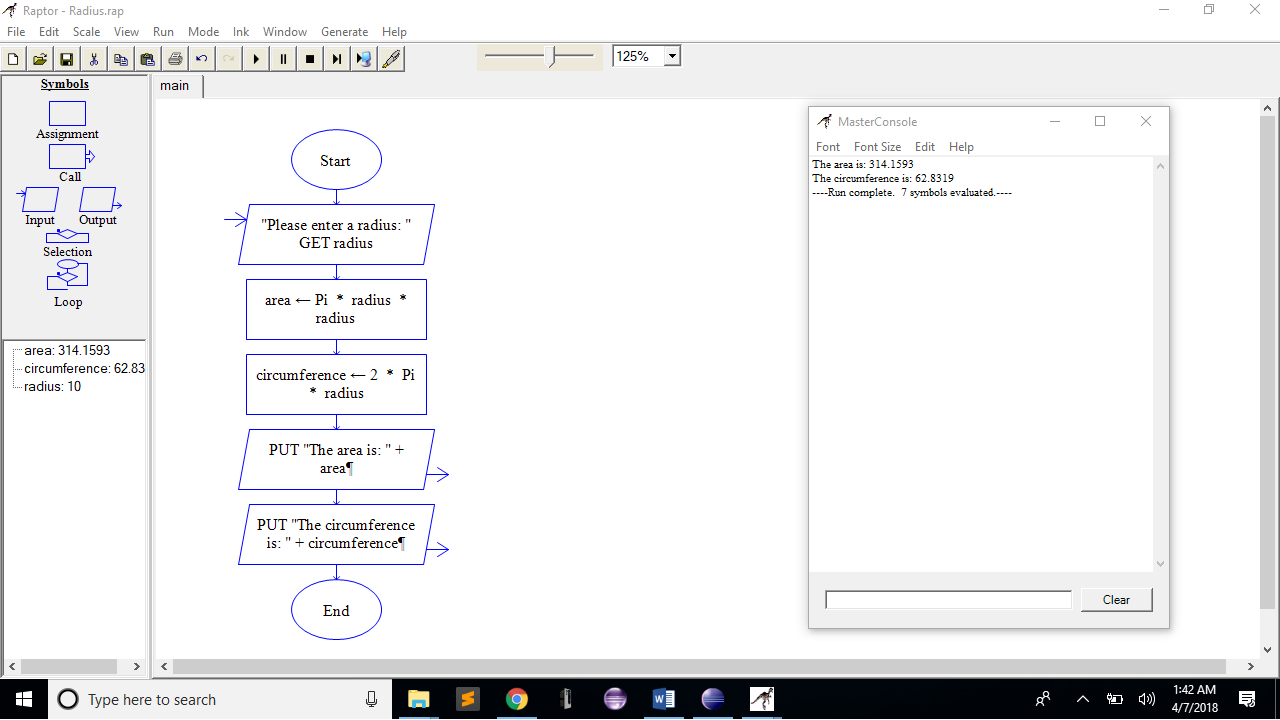 Raptor - Radius.rap
File Edit Scale View Run Mode Ink Window Generate Help
125%
Symbols
Assignment
Call
Input Output
Selection
Loop
area: 314.1593
circumference: 62.83
radius: 10
main
Start
"Please enter a radius: "
GET radius
area ← Pi * radius *
radius
circumference ← 2 * Pi
* radius
PUT "The area is: " +
area¶
PUT "The circumference
is: " + circumference¶
End
MasterConsole
Font Font Size Edit Help
The area is: 314.1593
The circumference is: 62.8319
----Run complete. 7 symbols evaluated.----
Clear
Type here to search
1:42 AM
4/7/2018